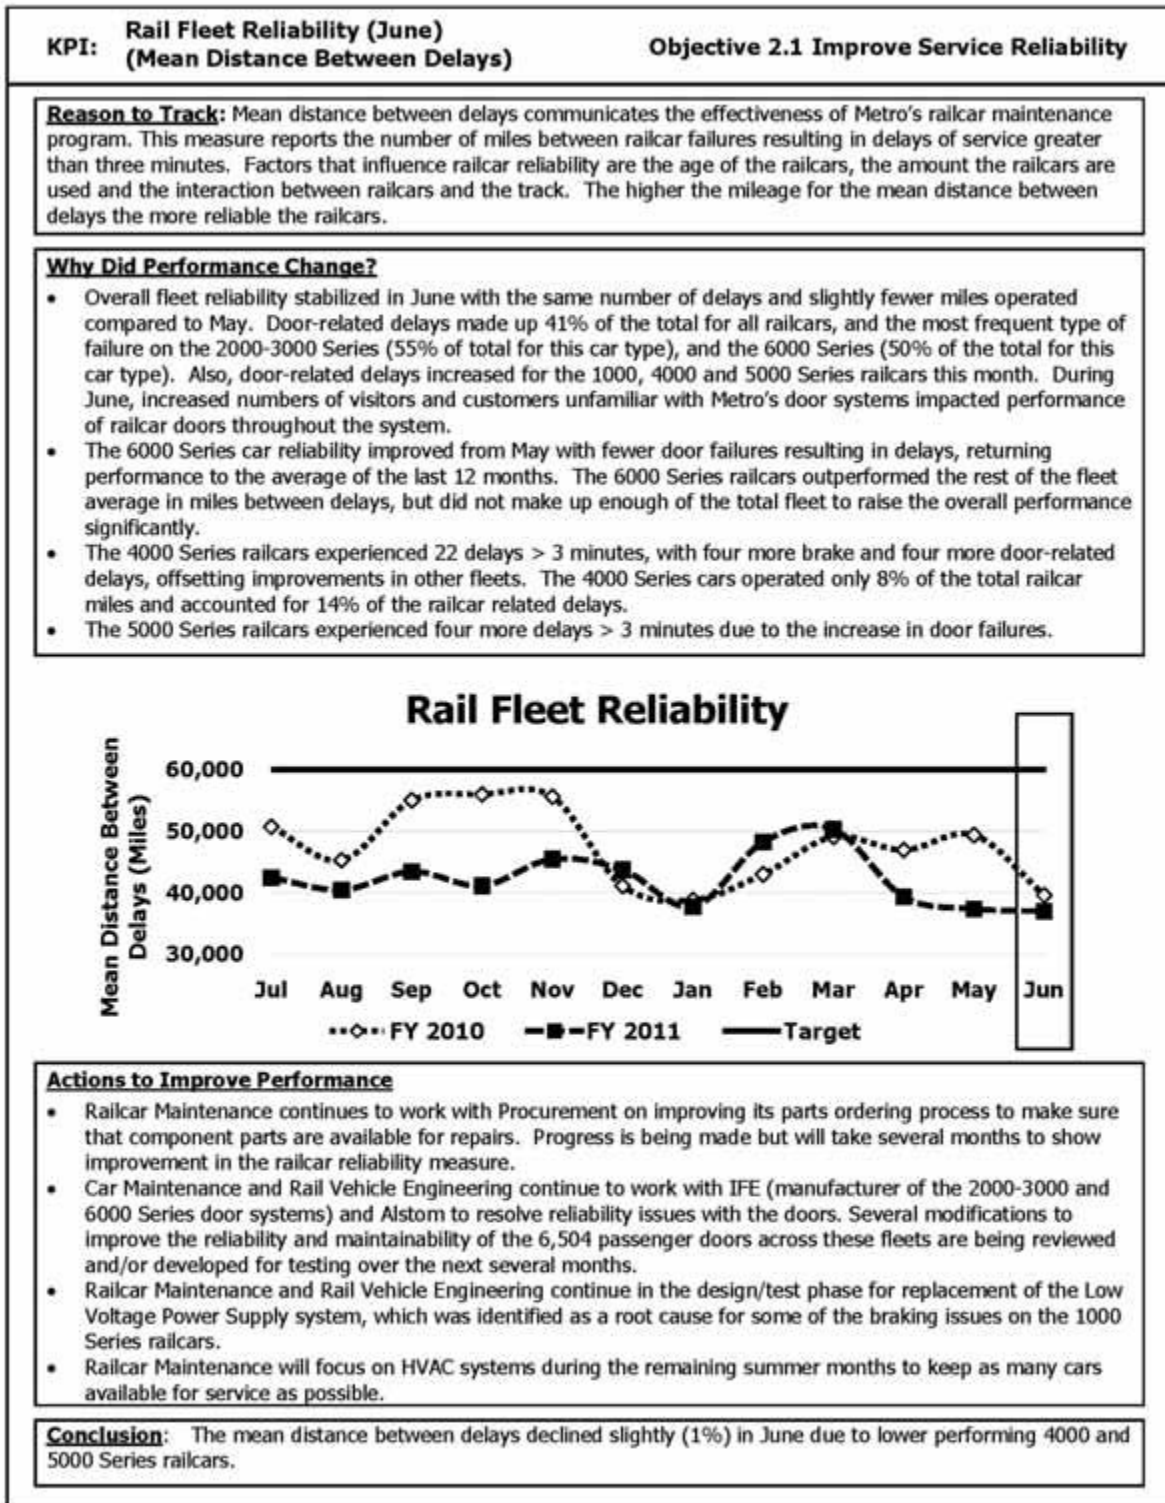 KPI:
Rail Fleet Reliability (June)
(Mean Distance Between Delays)
Objective 2.1 Improve Service Reliability
Reason to Track: Mean distance between delays communicates the effectiveness of Metro's railcar maintenance
program. This measure reports the number of miles between railcar failures resulting in delays of service greater
than three minutes. Factors that influence railcar reliability are the age of the railcars, the amount the railcars are
used and the interaction between railcars and the track. The higher the mileage for the mean distance between
delays the more reliable the railcars.
Why Did Performance Change?
• Overall fleet reliability stabilized in June with the same number of delays and slightly fewer miles operated
compared to May. Door-related delays made up 41% of the total for all railcars, and the most frequent type of
failure on the 2000-3000 Series (55% of total for this car type), and the 6000 Series (50% of the total for this
car type). Also, door-related delays increased for the 1000, 4000 and 5000 Series railcars this month. During
June, increased numbers of visitors and customers unfamiliar with Metro's door systems impacted performance
of railcar doors throughout the system.
• The 6000 Series car reliability improved from May with fewer door failures resulting in delays, returning
performance to the average of the last 12 months. The 6000 Series railcars outperformed the rest of the fleet
average in miles between delays, but did not make up enough of the total fleet to raise the overall performance
significantly.
• The 4000 Series railcars experienced 22 delays > 3 minutes, with four more brake and four more door-related
delays, offsetting improvements in other fleets. The 4000 Series cars operated only 8% of the total railcar
miles and accounted for 14% of the railcar related delays.
• The 5000 Series railcars experienced four more delays > 3 minutes due to the increase in door failures.
Rail Fleet Reliability
Mean Distance Between
Delays (Miles)
60,000
50,000
40,000
30,000
Jul Aug Sep Oct Nov Dec Jan Feb Mar Apr May Jun
FY 2010 FY 2011 Target
Actions to Improve Performance
• Railcar Maintenance continues to work with Procurement on improving its parts ordering process to make sure
that component parts are available for repairs. Progress is being made but will take several months to show
improvement in the railcar reliability measure.
• Car Maintenance and Rail Vehicle Engineering continue to work with IFE (manufacturer of the 2000-3000 and
6000 Series door systems) and Alstom to resolve reliability issues with the doors. Several modifications to
improve the reliability and maintainability of the 6,504 passenger doors across these fleets are being reviewed
and/or developed for testing over the next several months.
• Railcar Maintenance and Rail Vehicle Engineering continue in the design/test phase for replacement of the Low
Voltage Power Supply system, which was identified as a root cause for some of the braking issues on the 1000
Series railcars.
• Railcar Maintenance will focus on HVAC systems during the remaining summer months to keep as many cars
available for service as possible.
Conclusion: The mean distance between delays declined slightly (1%) in June due to lower performing 4000 and
5000 Series railcars.